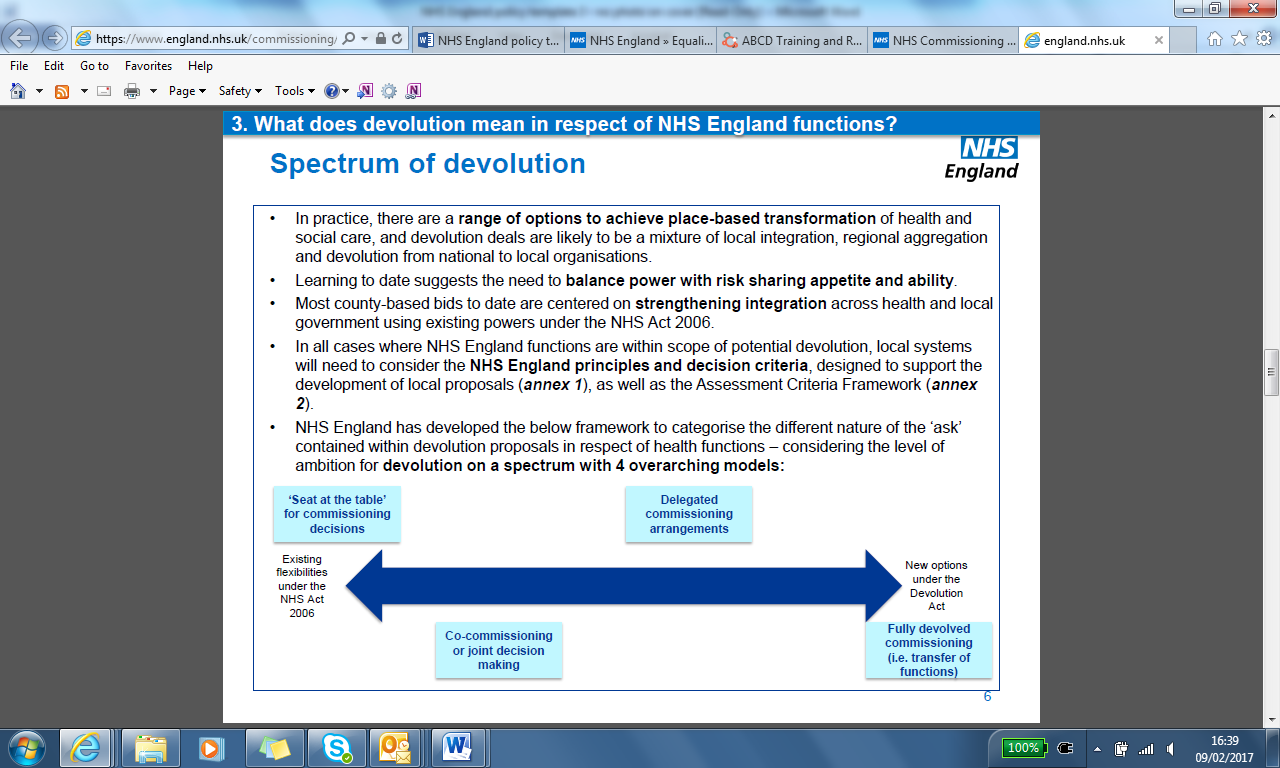 NHS England policy template 2 - no photo on cover [Read-Only] - Microsoft Word
https://www.england.nhs.uk/commissioning/
NHS England policy t...
NHS England » Equali...
ABCD Training and R...
NHS Commissioning ...
england.nhs.uk
File Edit Go to Favorites Help
Page Safety Tools
3. What does devolution mean in respect of NHS England functions?
Spectrum of devolution
NHS
England
• In practice, there are a range of options to achieve place-based transformation of health and
social care, and devolution deals are likely to be a mixture of local integration, regional aggregation
and devolution from national to local organisations.
• Learning to date suggests the need to balance power with risk sharing appetite and ability.
• Most county-based bids to date are centered on strengthening integration across health and local
government using existing powers under the NHS Act 2006.
• In all cases where NHS England functions are within scope of potential devolution, local systems
will need to consider the NHS England principles and decision criteria, designed to support the
development of local proposals (annex 1), as well as the Assessment Criteria Framework (annex
2).
• NHS England has developed the below framework to categorise the different nature of the ‘ask’
contained within devolution proposals in respect of health functions – considering the level of
ambition for devolution on a spectrum with 4 overarching models:
‘Seat at the table’
for commissioning
decisions
Delegated
commissioning
arrangements
Existing
flexibilities
under the
NHS Act
2006
New options
under the
Devolution
Act
Co-commissioning
or joint decision
making
Fully devolved
commissioning
(i.e. transfer of
functions)
6
100%
16:39
09/02/2017